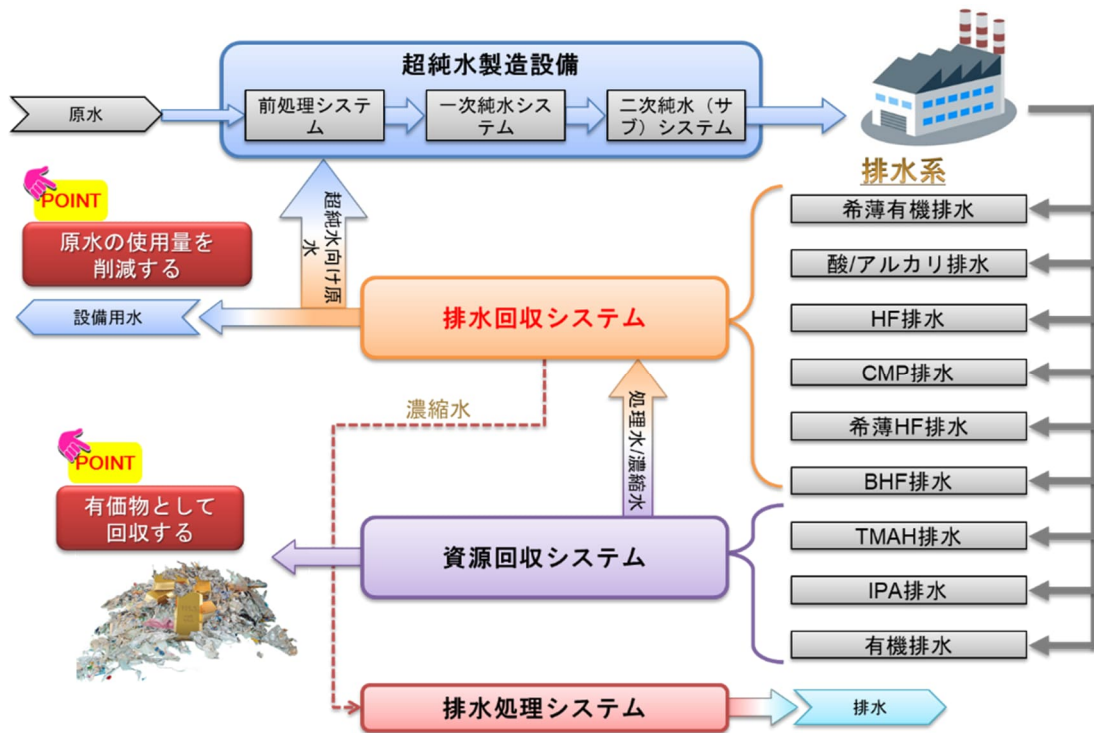 超純水製造設備
原水
前処理システ
ム
一次純水シス
テム
二次純水（サ
ブ）システム
排水系
POINT
原水の使用量を
削減する
超純水向け原
水
設備用水
排水回収システム
希薄有機排水
酸/アルカリ排水
HF排水
CMP排水
希薄HF排水
BHF排水
濃縮水
処理水/濃縮水
POINT
有価物として
回収する
資源回収システム
TMAH排水
IPA排水
有機排水
排水処理システム
排水